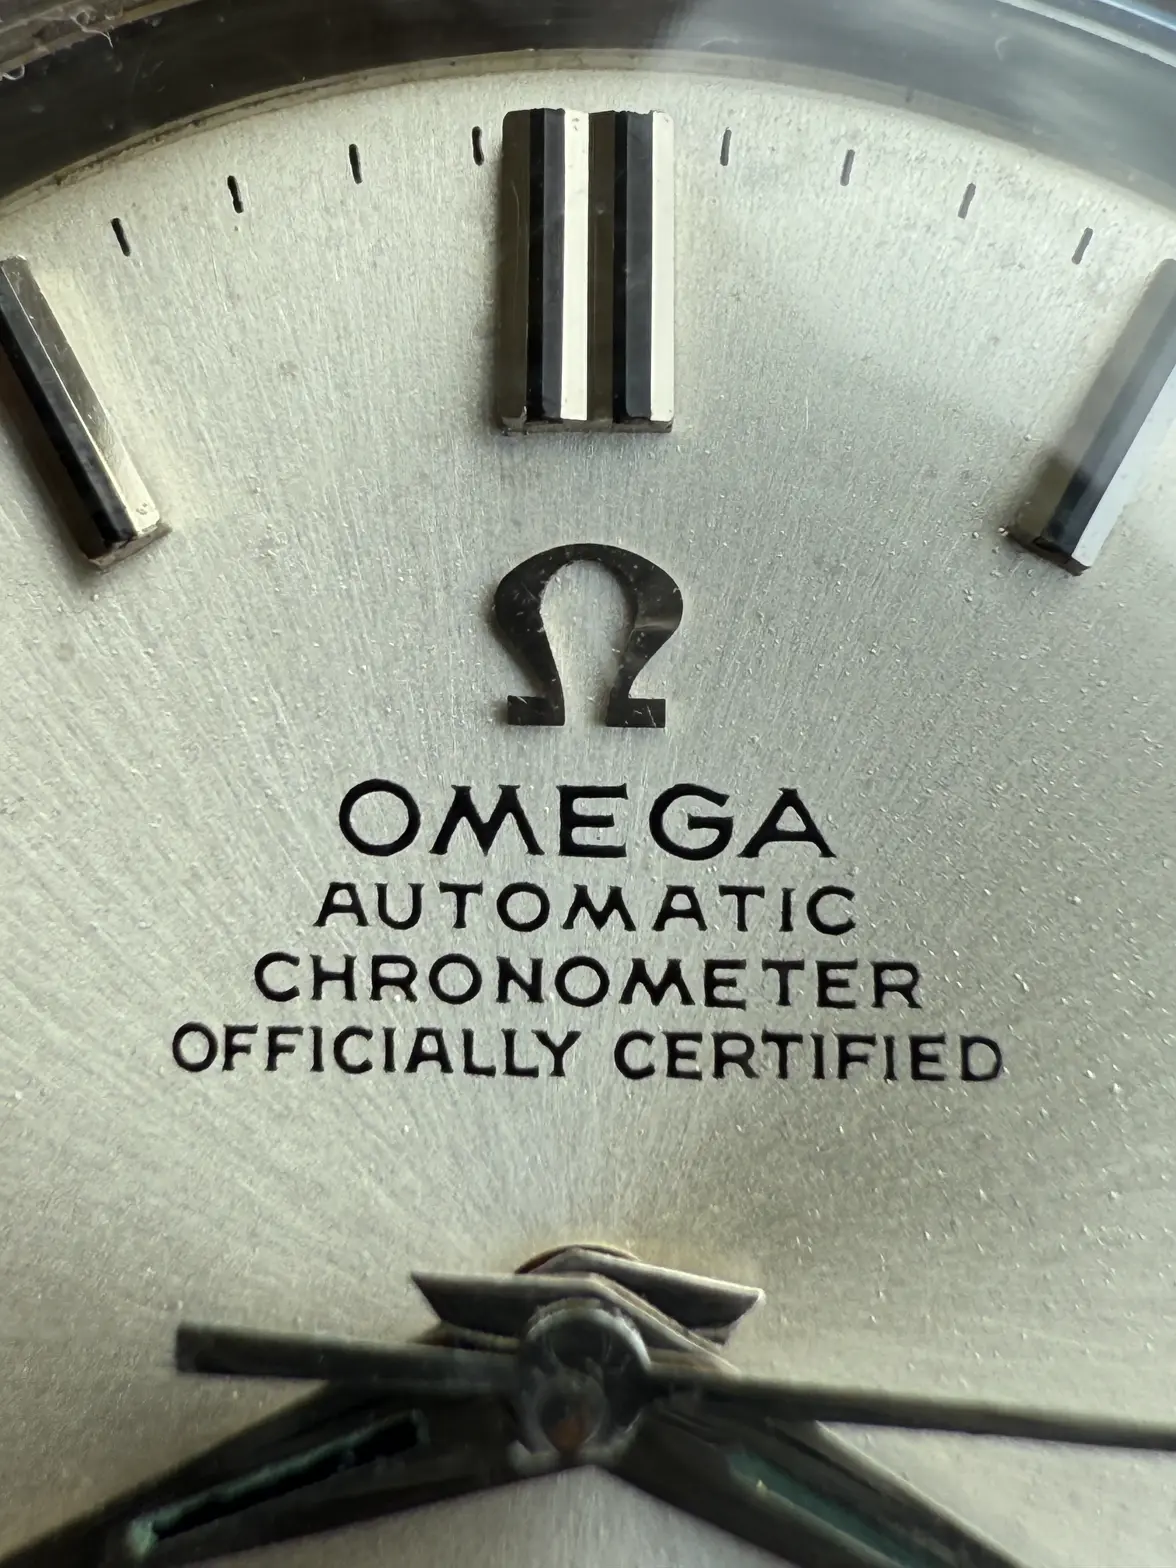 Ω
OMEGA
AUTOMATIC
CHRONOMETER
OFFICIALLY CERTIFIED